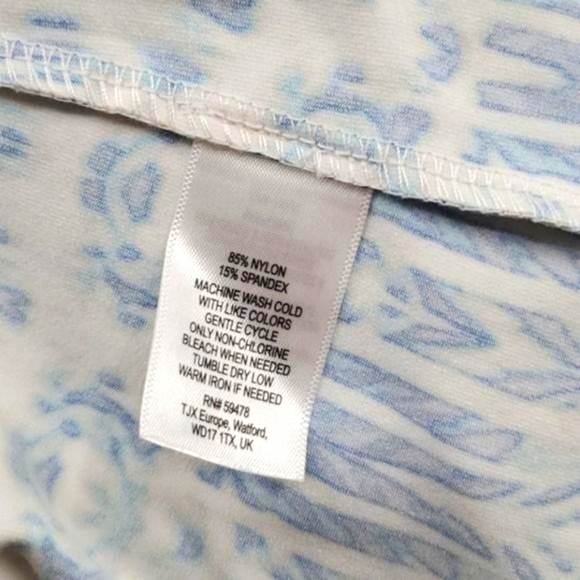 85% NYLON
15% SPANDEX
MACHINE WASH COLD
WITH LIKE COLORS
GENTLE CYCLE
ONLY NON-CHLORINE
BLEACH WHEN NEEDED
TUMBLE DRY LOW
WARM IRON IF NEEDED
RN# 59478
TJX Europe, Watford,
WD17 1TX, UK